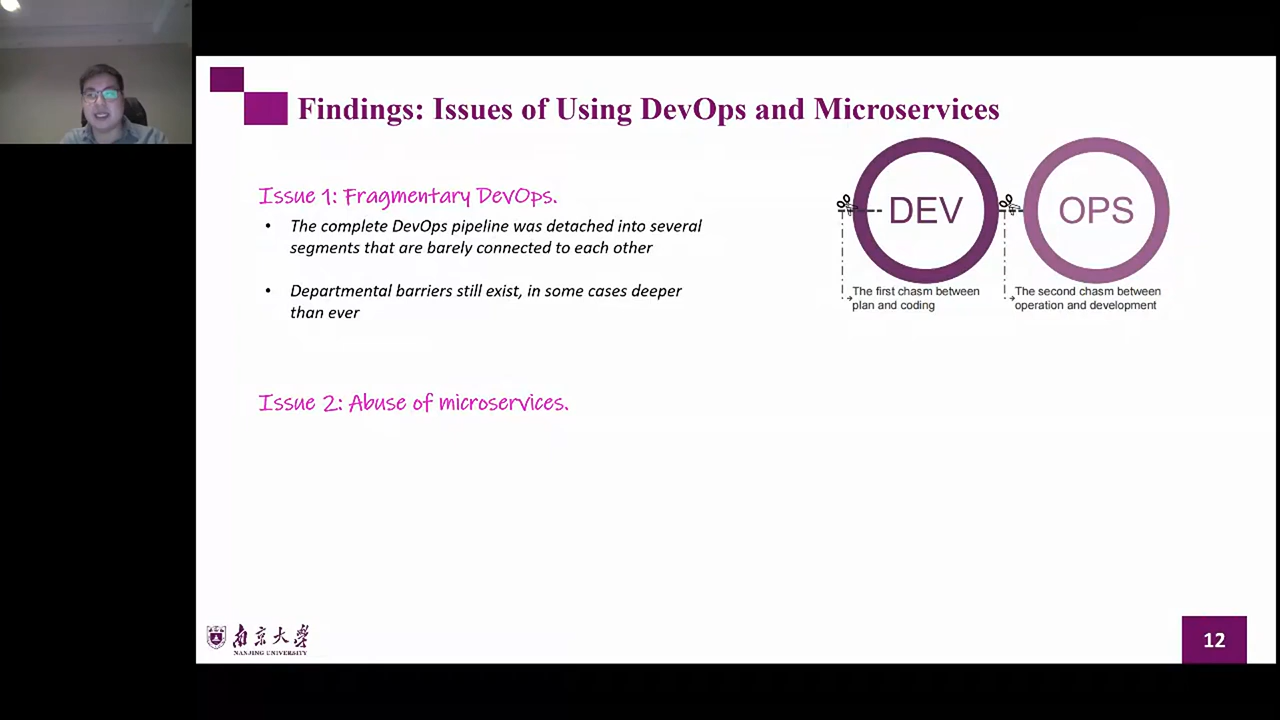 Findings: Issues of Using DevOps and Microservices
Issue 1: Fragmentary DevOps.
• The complete DevOps pipeline was detached into several
segments that are barely connected to each other
• Departmental barriers still exist, in some cases deeper
than ever
DEV
OPS
The first chasm between
plan and coding
The second chasm between
operation and development
Issue 2: Abuse of microservices.
南京大学
NANJING UNIVERSITY
12